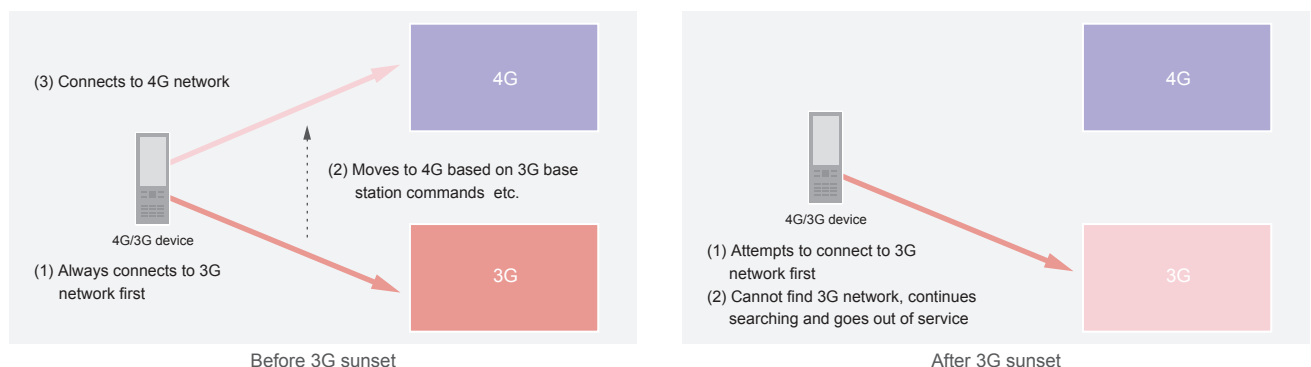 4G
(3) Connects to 4G network
(2) Moves to 4G based on 3G base
station commands etc.
4G/3G device
(1) Always connects to 3G
network first
3G
Before 3G sunset
4G
4G/3G device
(1) Attempts to connect to 3G
network first
(2) Cannot find 3G network, continues
searching and goes out of service
3G
After 3G sunset